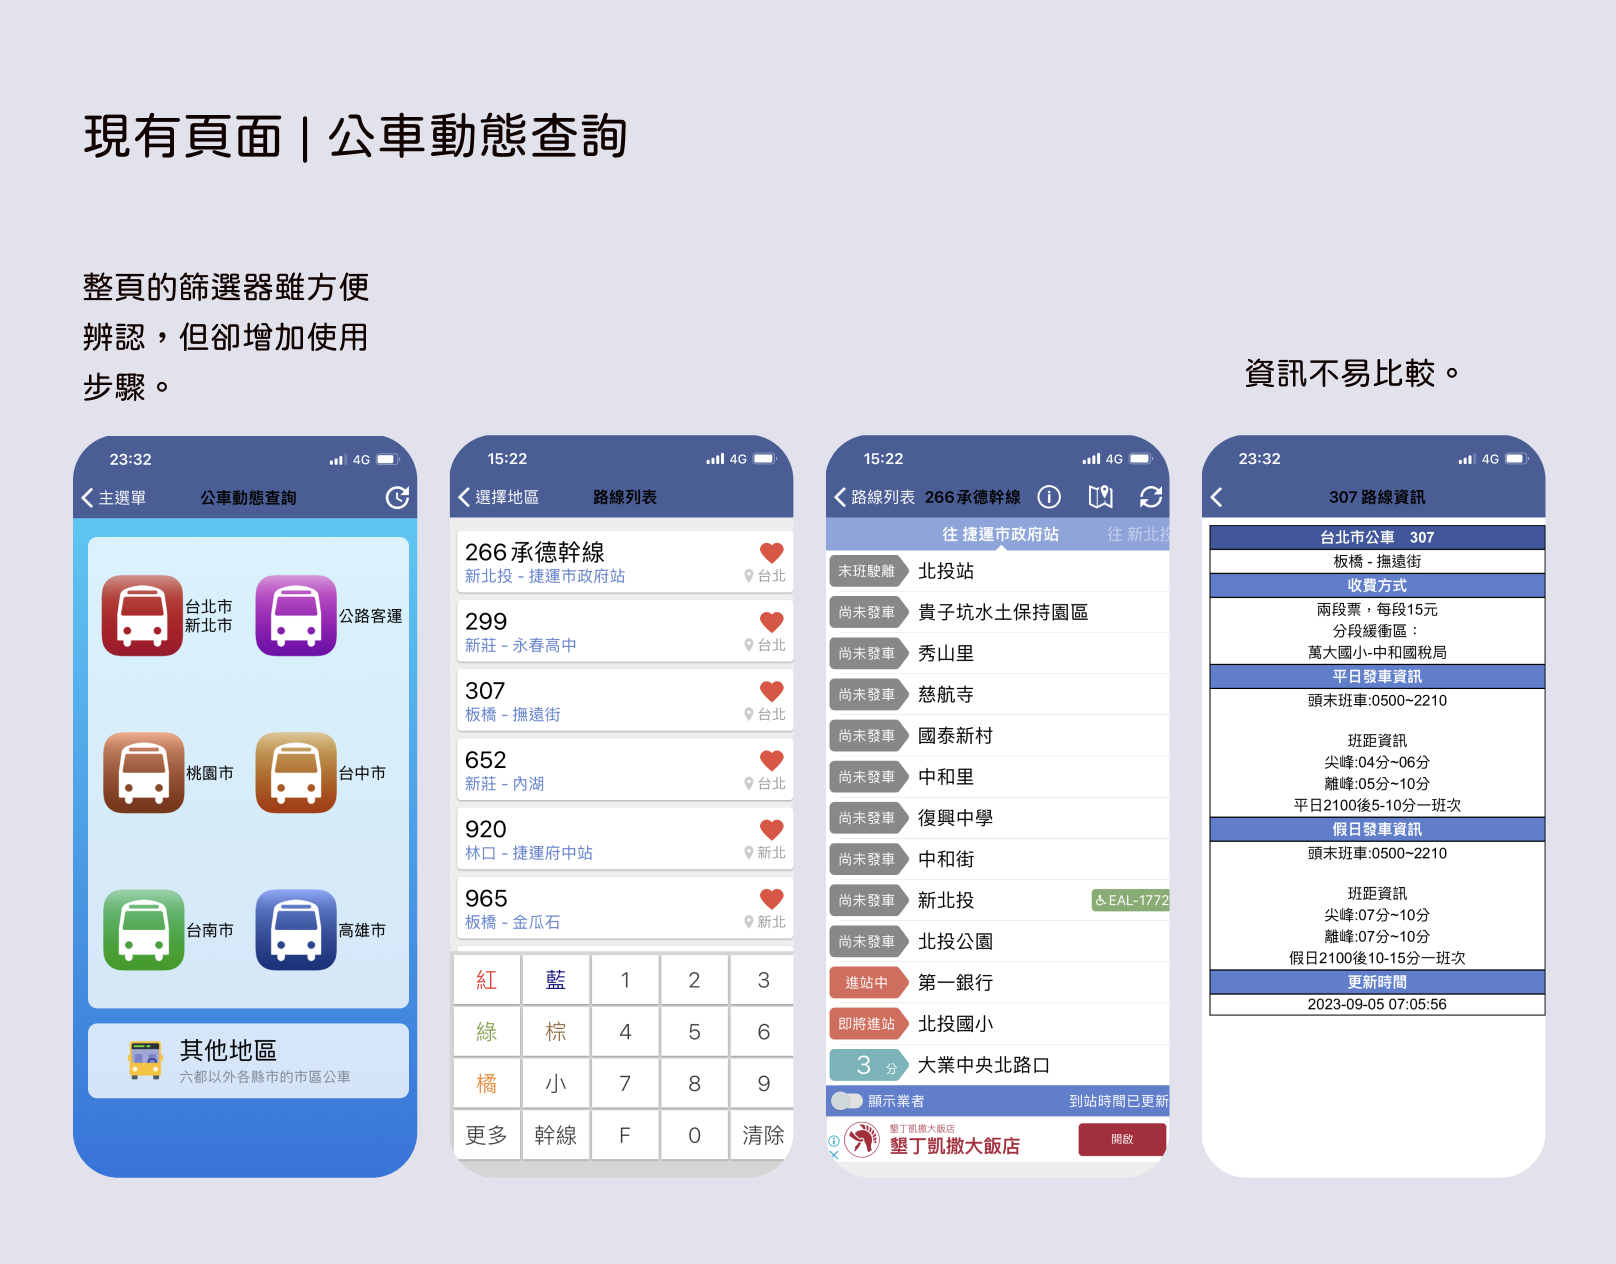 現有頁面 | 公車動態查詢
整頁的篩選器雖方便
辨認，但卻增加使用
步驟。
資訊不易比較。
23:32
4G
主選單
公車動態查詢
台北市
新北市
公路客運
桃園市
台中市
台南市
高雄市
其他地區
六都以外各縣市的市區公車
15:22
4G
選擇地區
路線列表
266承德幹線
新北投 - 捷運市政府站
台北
299
新莊 - 永春高中
台北
307
板橋 - 撫遠街
台北
652
新莊 - 內湖
台北
920
林口 - 捷運府中站
新北
965
板橋 - 金瓜石
新北
紅 藍 1 2 3
綠 棕 4 5 6
橘 小 7 8 9
更多 幹線 F 0 清除
15:22
4G
路線列表
266承德幹線
往 捷運市政府站
往 新北投
末班駛離 北投站
尚未發車 貴子坑水土保持園區
尚未發車 秀山里
尚未發車 慈航寺
尚未發車 國泰新村
尚未發車 中和里
尚未發車 復興中學
尚未發車 中和街
尚未發車 新北投 EAL-1772
尚未發車 北投公園
進站中 第一銀行
即將進站 北投國小
3 分 大業中央北路口
顯示業者
到站時間已更新
墾丁凱撒大飯店
墾丁凱撒大飯店
開啟
23:32
4G
307 路線資訊
台北市公車 307
板橋 - 撫遠街
收費方式
兩段票，每段15元
分段緩衝區：
萬大國小-中和國稅局
平日發車資訊
頭末班車:0500~2210
班距資訊
尖峰:04分~06分
離峰:05分~10分
平日2100後5-10分一班次
假日發車資訊
頭末班車:0500~2210
班距資訊
尖峰:07分~10分
離峰:07分~10分
假日2100後10-15分一班次
更新時間
2023-09-05 07:05:56